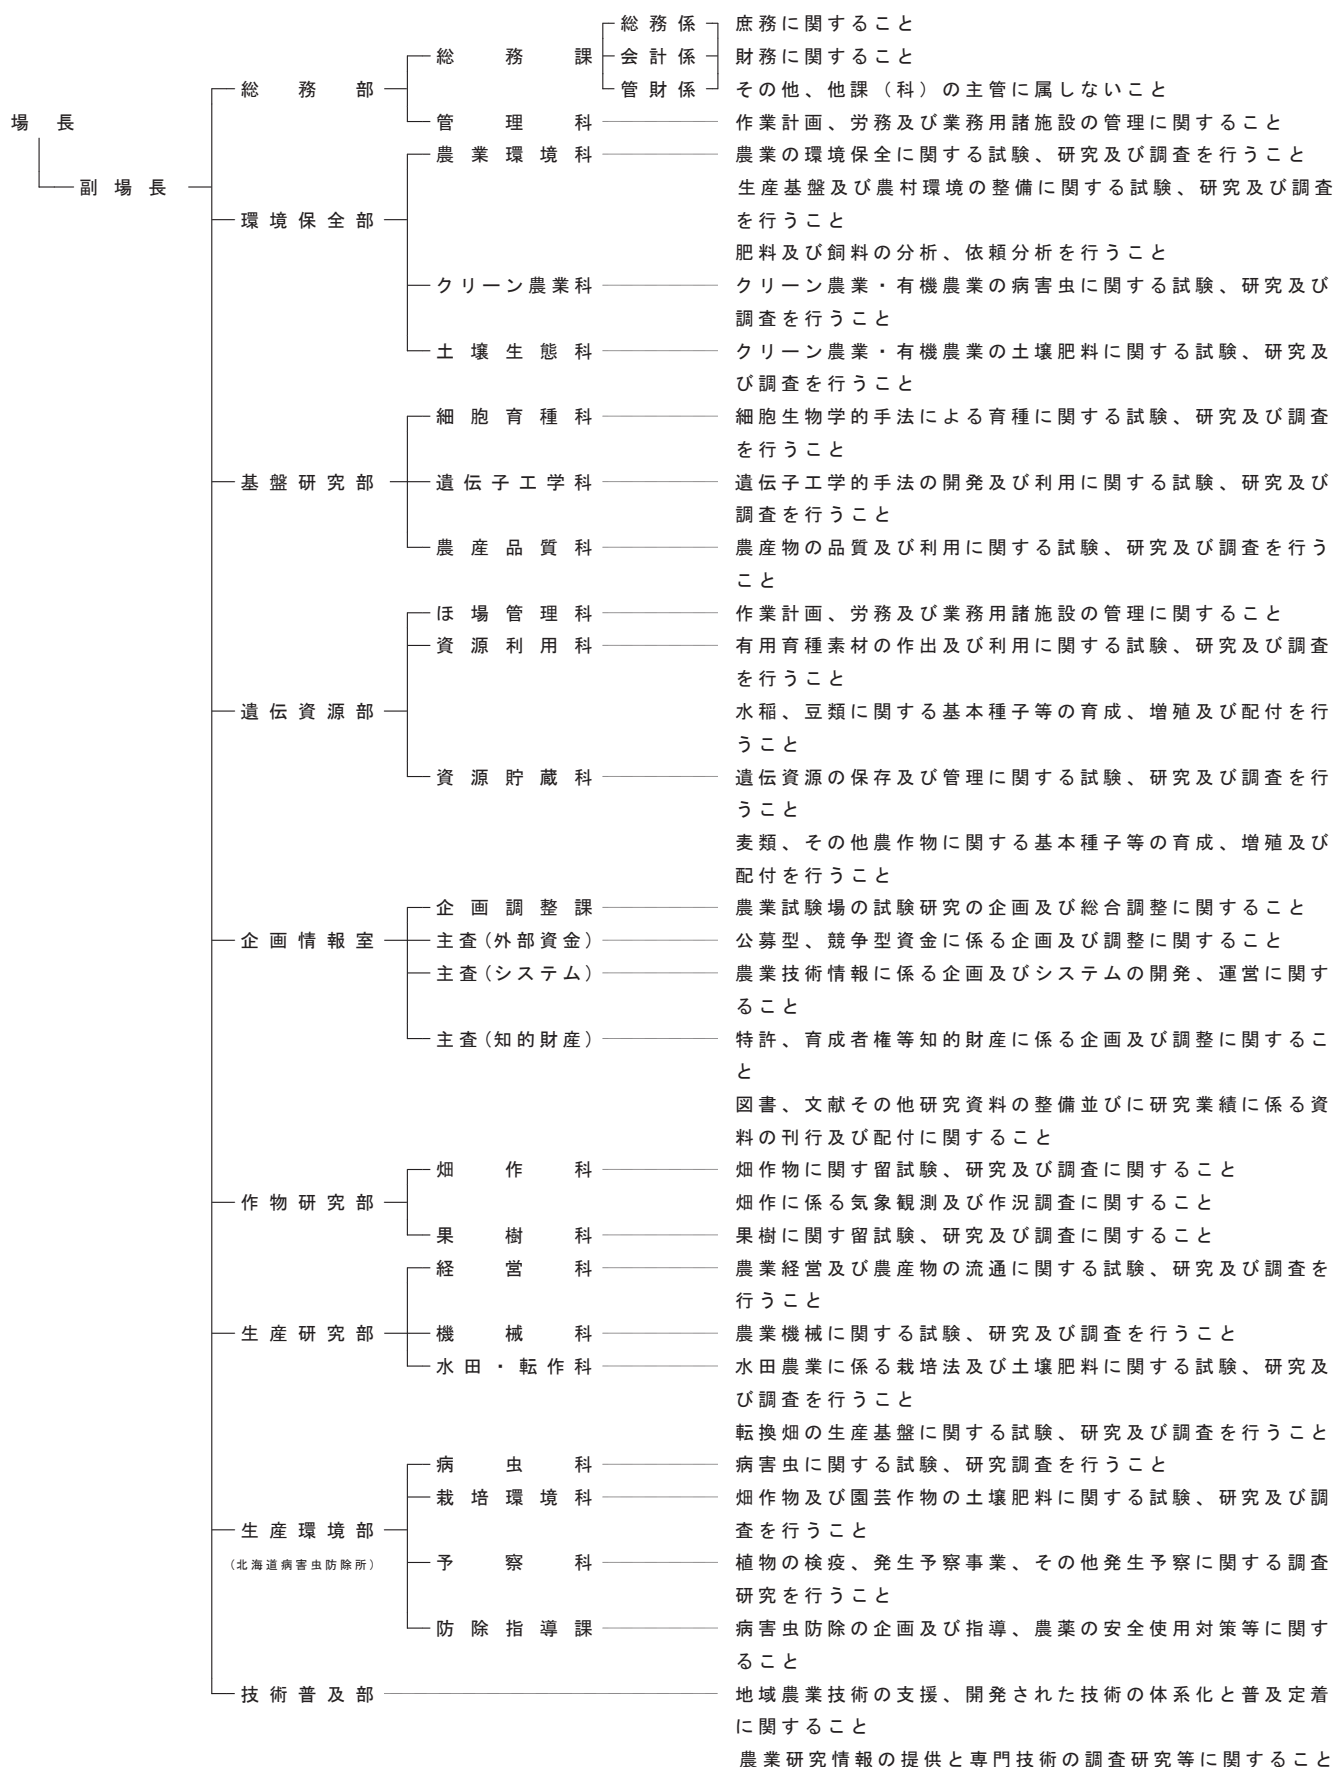 総務係 庶務に関すること
総務課 会計係 財務に関すること
総務部 管財係 その他、他課（科）の主管に属しないこと
場長 管理科 作業計画、労務及び業務用諸施設の管理に関すること
農業環境科 農業の環境保全に関する試験、研究及び調査を行うこと
副場長 生産基盤及び農村環境の整備に関する試験、研究及び調査
環境保全部 を行うこと
肥料及び飼料の分析、依頼分析を行うこと
クリーン農業科 クリーン農業・有機農業の病害虫に関する試験、研究及び
調査を行うこと
土壌生態科 クリーン農業・有機農業の土壌肥料に関する試験、研究及
び調査を行うこと
細胞育種科 細胞生物学的手法による育種に関する試験、研究及び調査
を行うこと
基盤研究部 遺伝子工学科 遺伝子工学的手法の開発及び利用に関する試験、研究及び
調査を行うこと
農産品質科 農産物の品質及び利用に関する試験、研究及び調査を行う
こと
ほ場管理科 作業計画、労務及び業務用諸施設の管理に関すること
資源利用科 有用育種素材の作出及び利用に関する試験、研究及び調査
を行うこと
遺伝資源部 水稲、豆類に関する基本種子等の育成、増殖及び配付を行
うこと
資源貯蔵科 遺伝資源の保存及び管理に関する試験、研究及び調査を行
うこと
麦類、その他農作物に関する基本種子等の育成、増殖及び
配付を行うこと
企画調整課 農業試験場の試験研究の企画及び総合調整に関すること
企画情報室 主査(外部資金) 公募型、競争型資金に係る企画及び調整に関すること
主査(システム) 農業技術情報に係る企画及びシステムの開発、運営に関す
ること
主査(知的財産) 特許、育成者権等知的財産に係る企画及び調整に関するこ
と
図書、文献その他研究資料の整備並びに研究業績に係る資
料の刊行及び配付に関すること
畑作科 畑作物に関す留試験、研究及び調査に関すること
作物研究部 畑作に係る気象観測及び作況調査に関すること
果樹科 果樹に関す留試験、研究及び調査に関すること
経営科 農業経営及び農産物の流通に関する試験、研究及び調査を
行うこと
生産研究部 機械科 農業機械に関する試験、研究及び調査を行うこと
水田・転作科 水田農業に係る栽培法及び土壌肥料に関する試験、研究及
び調査を行うこと
転換畑の生産基盤に関する試験、研究及び調査を行うこと
病虫科 病害虫に関する試験、研究調査を行うこと
栽培環境科 畑作物及び園芸作物の土壌肥料に関する試験、研究及び調
生産環境部 査を行うこと
(北海道病害虫防除所) 予察科 植物の検疫、発生予察事業、その他発生予察に関する調査
研究を行うこと
防除指導課 病害虫防除の企画及び指導、農薬の安全使用対策等に関す
ること
技術普及部 地域農業技術の支援、開発された技術の体系化と普及定着
に関すること
農業研究情報の提供と専門技術の調査研究等に関すること